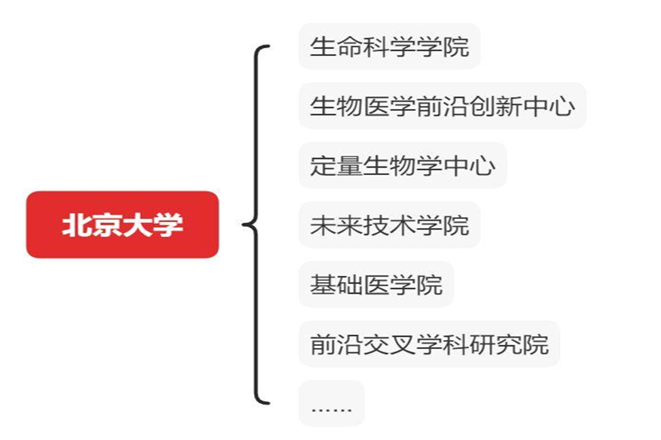 北京大学
生命科学学院
生物医学前沿创新中心
定量生物学中心
未来技术学院
基础医学院
前沿交叉学科研究院
……